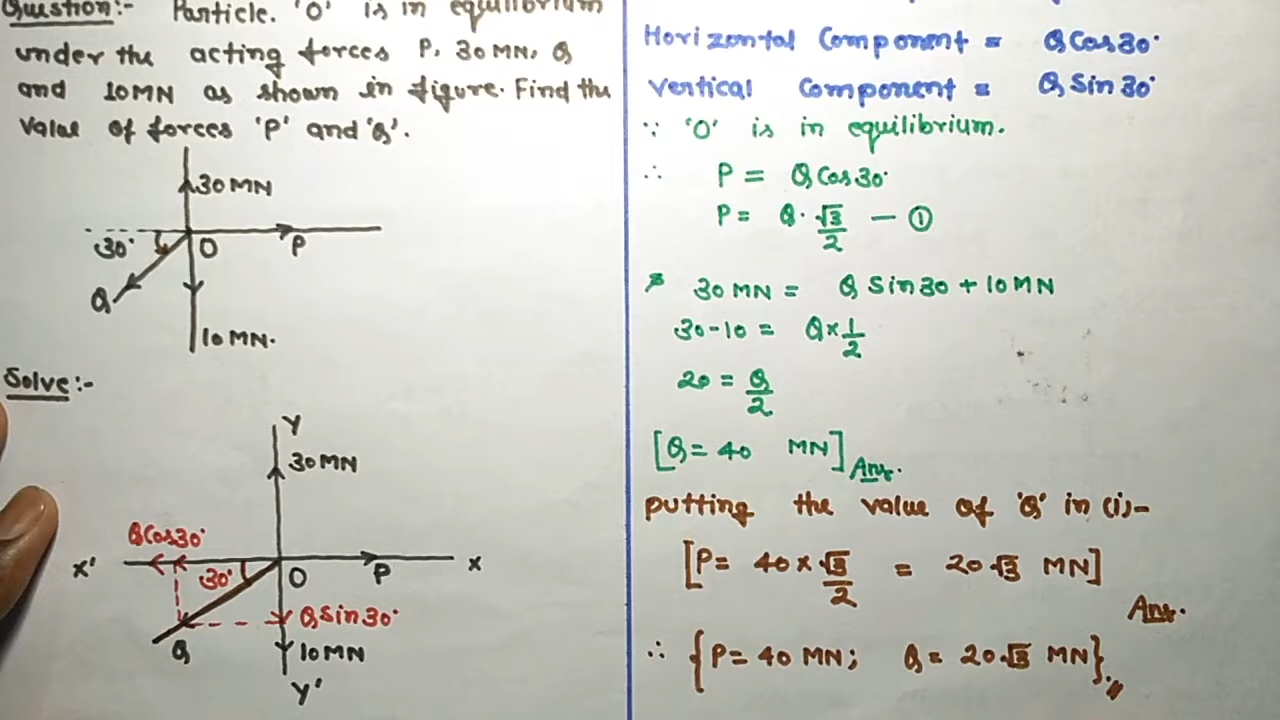 Question:- Particle. 'O' is in equilibrium
under the acting forces P, 30 MN, Q
and 10MN as shown in figure. Find the
Value of forces 'P' and 'Q'.
30 MN
30°
O
P
Q
10 MN.
Solve:-
Y
30 MN
Qcos30°
X'
30°
O
P
X
Qsin30°
Q
10 MN
Y'
Horizontal Component = QCos30°
Vertical Component = QSin30°
∵ 'O' is in equilibrium.
∴ P = QCos30°
P = Q·√3/2 — ①
30 MN = Q Sin30 + 10 MN
30-10 = Q×1/2
20 = Q/2
[Q = 40 MN] Ans.
putting the value of 'Q' in (i)-
[P = 40×√3/2 = 20√3 MN]
Ans.
∴ {P = 40 MN; Q = 20√3 MN}.